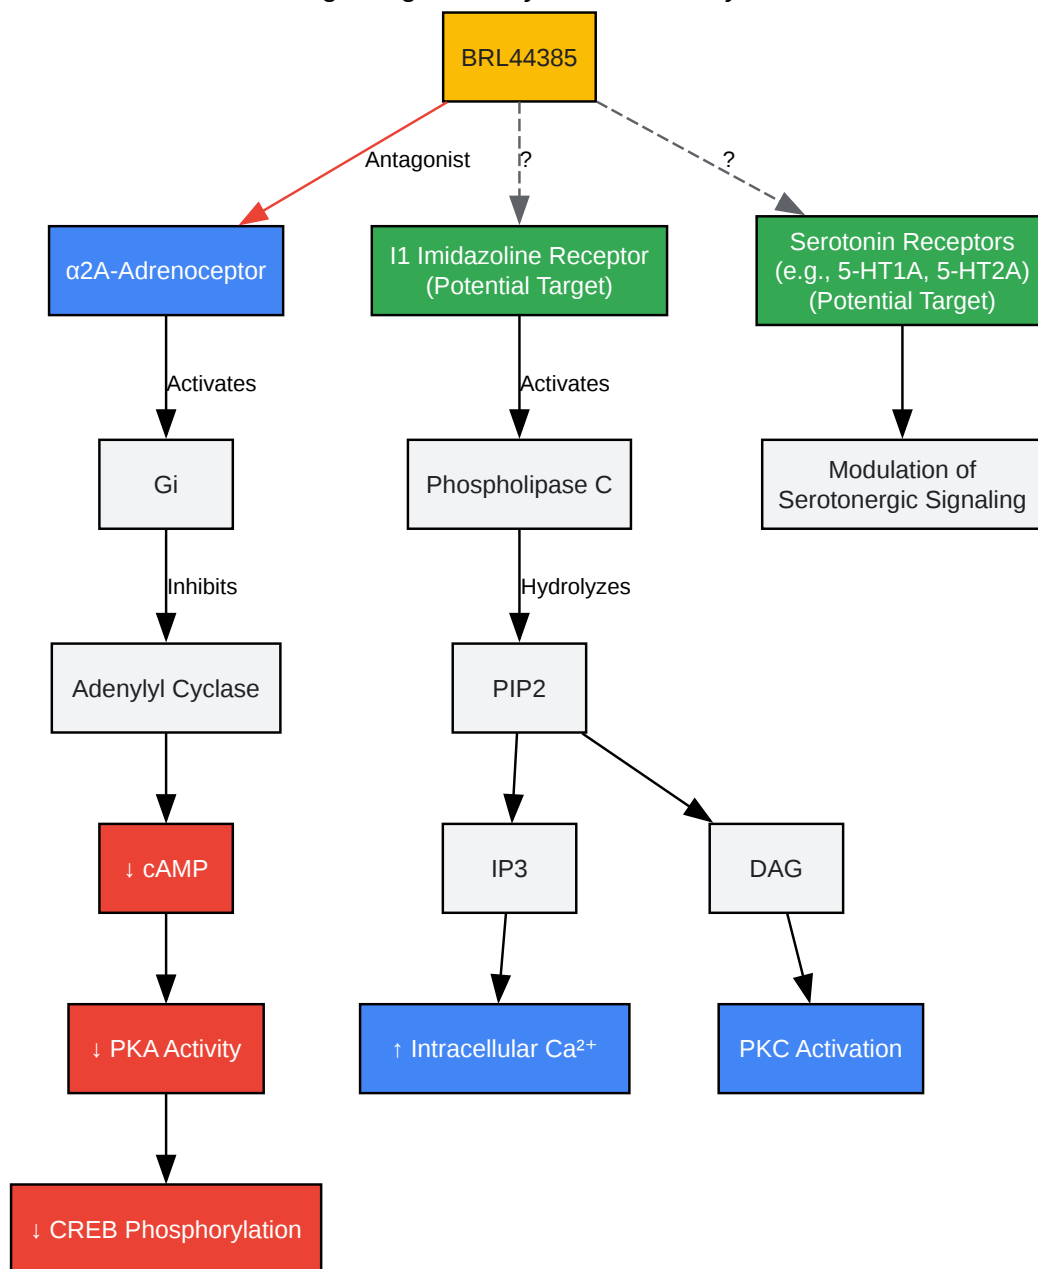 BRL44385
Antagonist
?
?
α2A-Adrenoceptor
I1 Imidazoline Receptor
(Potential Target)
Serotonin Receptors
(e.g., 5-HT1A, 5-HT2A)
(Potential Target)
Activates
Activates
Gi
Phospholipase C
Modulation of
Serotonergic Signaling
Inhibits
Hydrolyzes
Adenylyl Cyclase
PIP2
↓ cAMP
IP3
DAG
↓ PKA Activity
↑ Intracellular Ca²⁺
PKC Activation
↓ CREB Phosphorylation